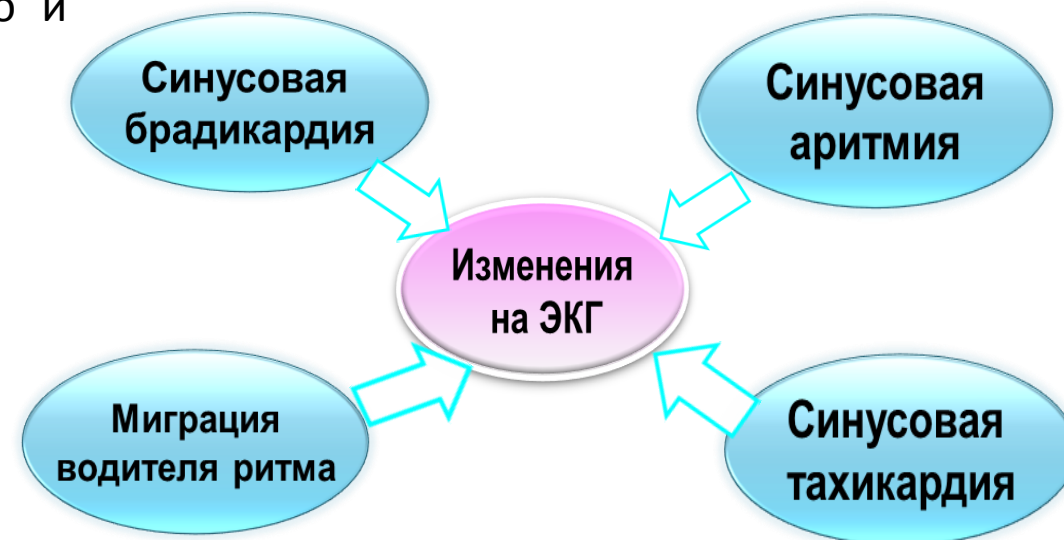 и
Синусовая
брадикардия
Синусовая
аритмия
Изменения
на ЭКГ
Миграция
водителя ритма
Синусовая
тахикардия